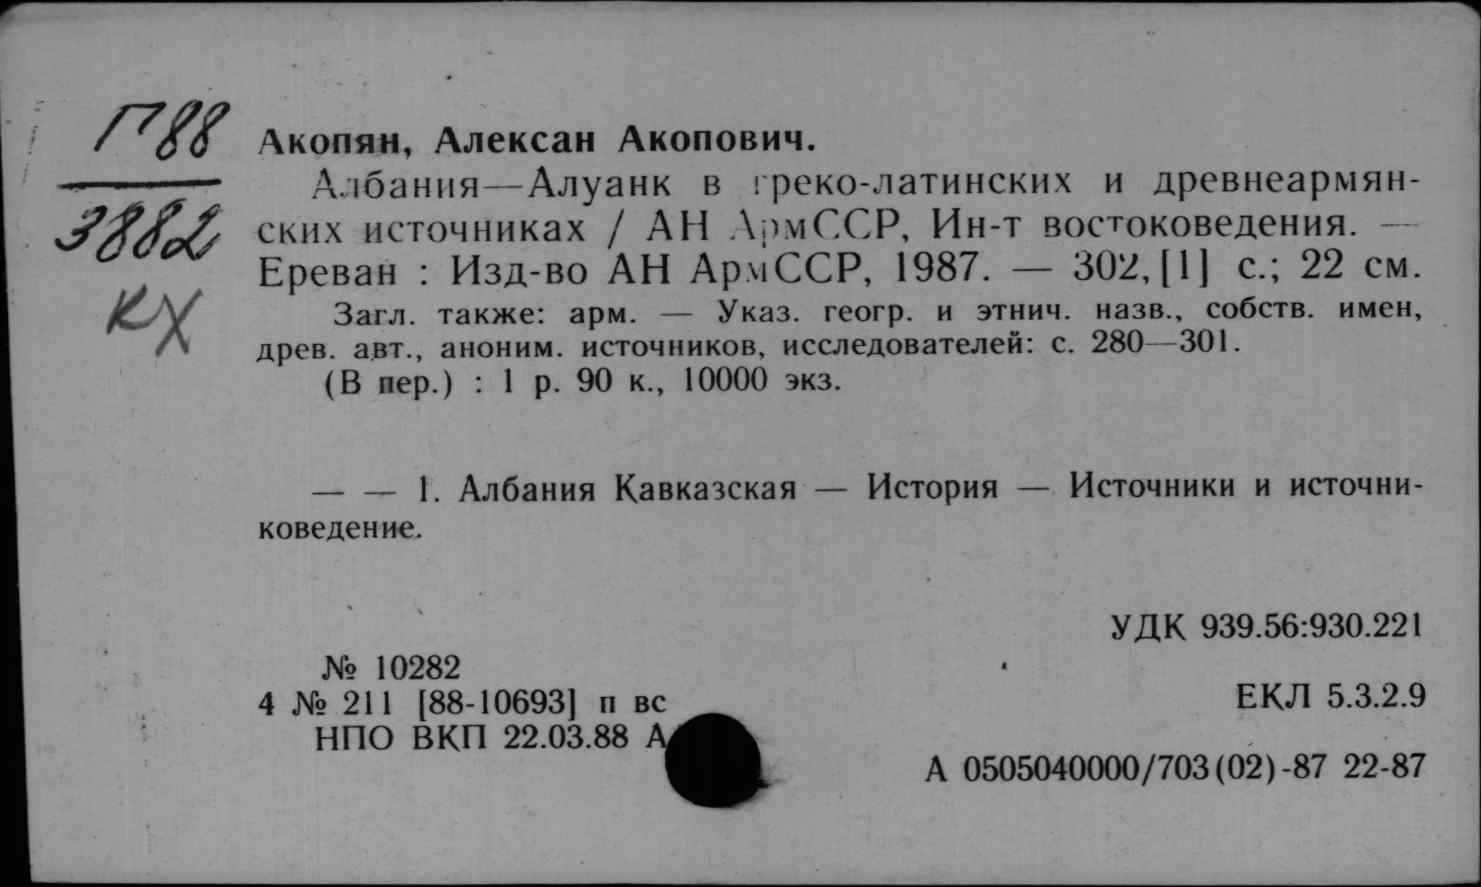 Г88
3882
КХ
Акопян, Алексан Акопович.
Албания—Алуанк в греко-латинских и древнеармян-
ских источниках / АН АрмССР, Ин-т востоковедения. —
Ереван : Изд-во АН АрмССР, 1987. — 302,[1] с.; 22 см.
Загл. также: арм. — Указ. геогр. и этнич. назв., собств. имен,
древ. авт., аноним. источников, исследователей: с. 280—301.
(В пер.) : 1 р. 90 к., 10000 экз.
— — 1. Албания Кавказская — История — Источники и источни-
коведение.
УДК 939.56:930.221
№ 10282
4 № 211 [88-10693] п вс
ЕКЛ 5.3.2.9
НПО ВКП 22.03.88 А
А 0505040000/703(02)-87 22-87